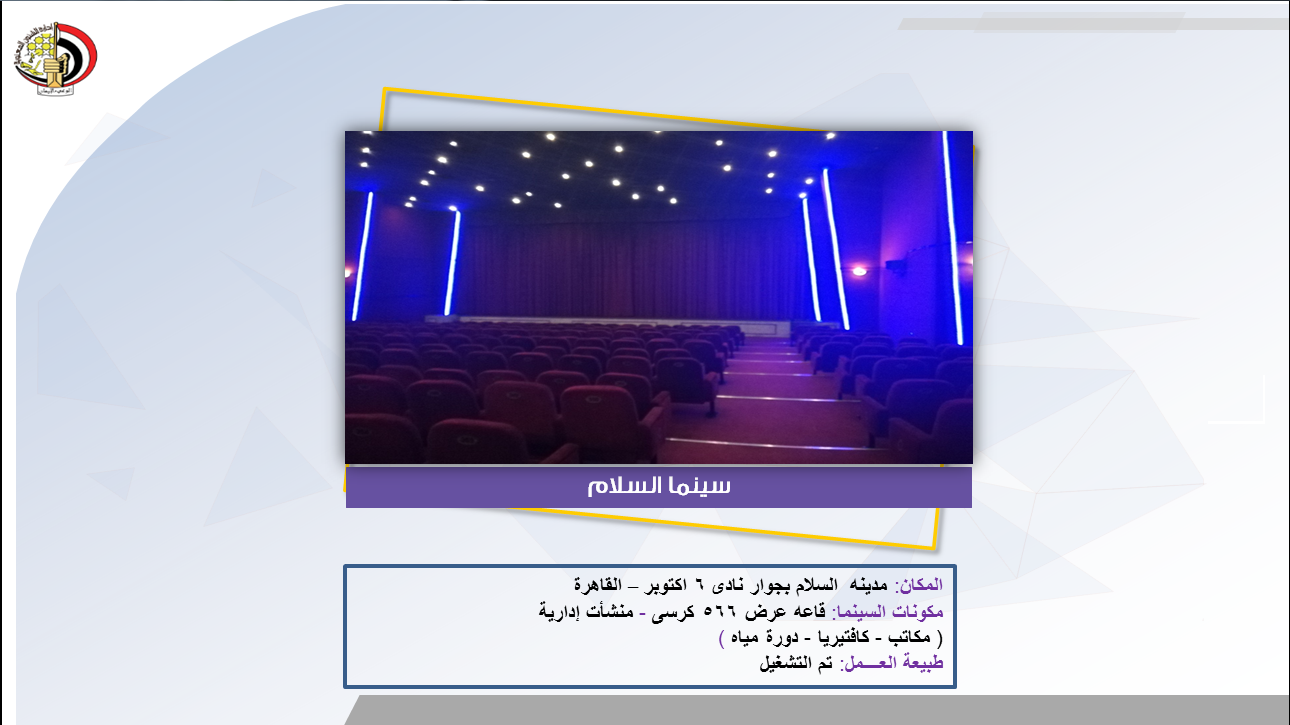 سينما السلام
المكان: مدينه السلام بجوار نادى ٦ اكتوبر – القاهرة
مكونات السينما: قاعه عرض ٥٦٦ كرسى - منشأت إدارية
( مكاتب - كافتيريا - دورة مياه )
طبيعة العـــمل: تم التشغيل